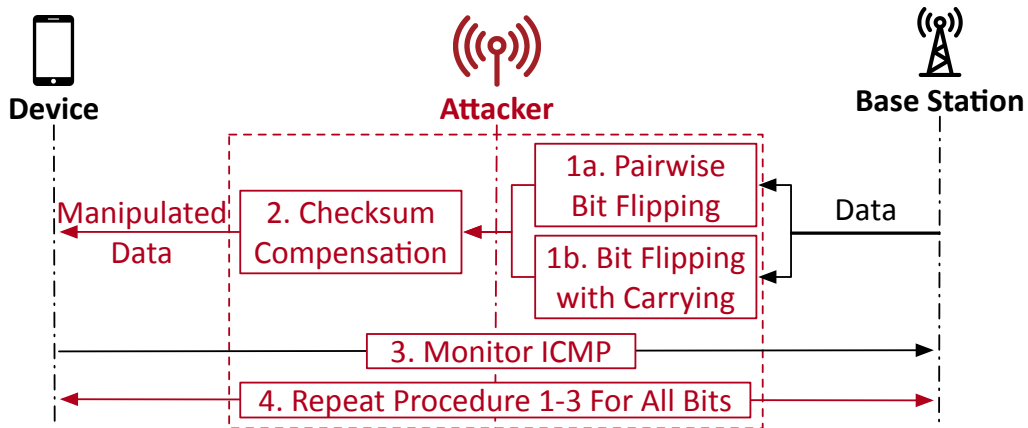 Device
Attacker
Base Station
1a. Pairwise
Bit Flipping
Manipulated
Data
2. Checksum
Compensation
Data
1b. Bit Flipping
with Carrying
3. Monitor ICMP
4. Repeat Procedure 1-3 For All Bits